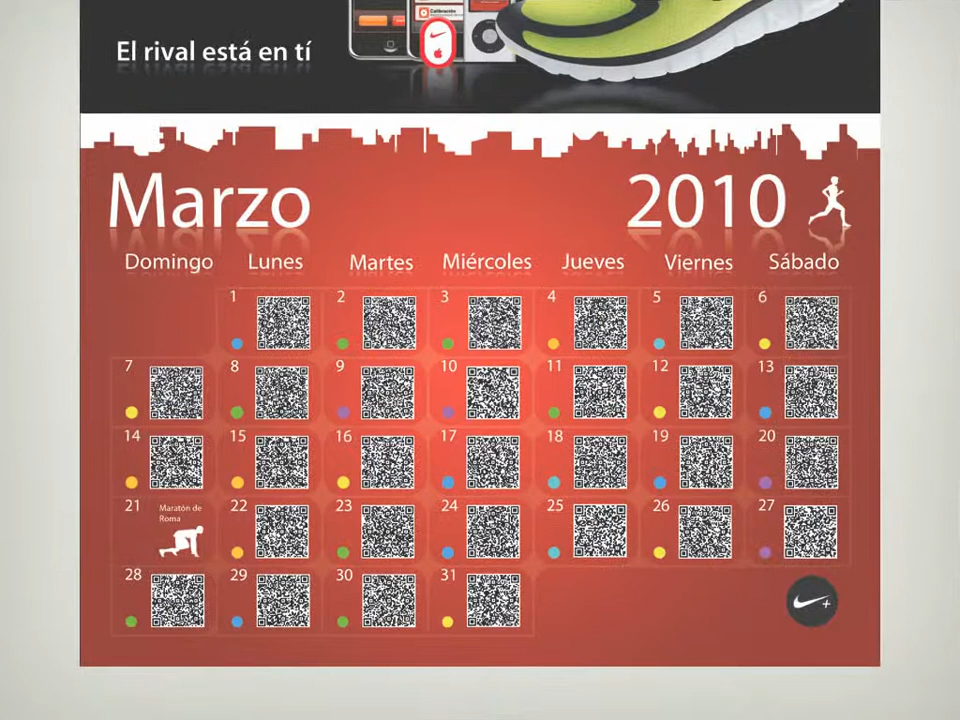 Calibración
El rival está en tí
Marzo 2010
Domingo Lunes Martes Miércoles Jueves Viernes Sábado
1 2 3 4 5 6
7 8 9 10 11 12 13
14 15 16 17 18 19 20
21 Maratón de
Roma
22 23 24 25 26 27
28 29 30 31